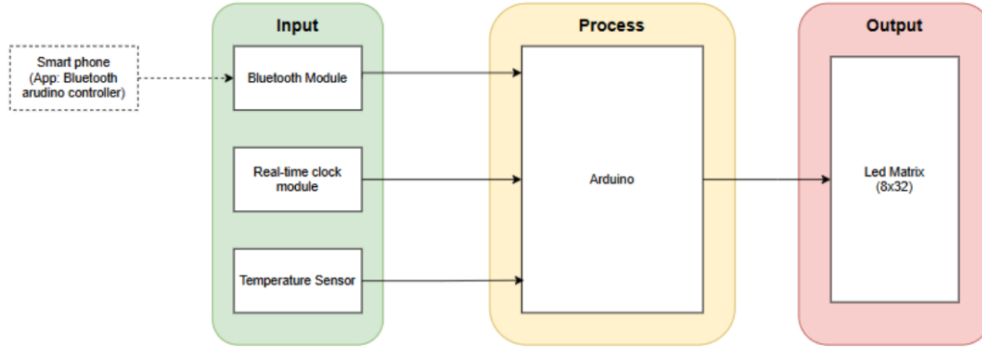 Input
Process
Output
Smart phone
(App: Bluetooth
arudino controller)
Bluetooth Module
Real-time clock
module
Temperature Sensor
Arduino
Led Matrix
(8x32)